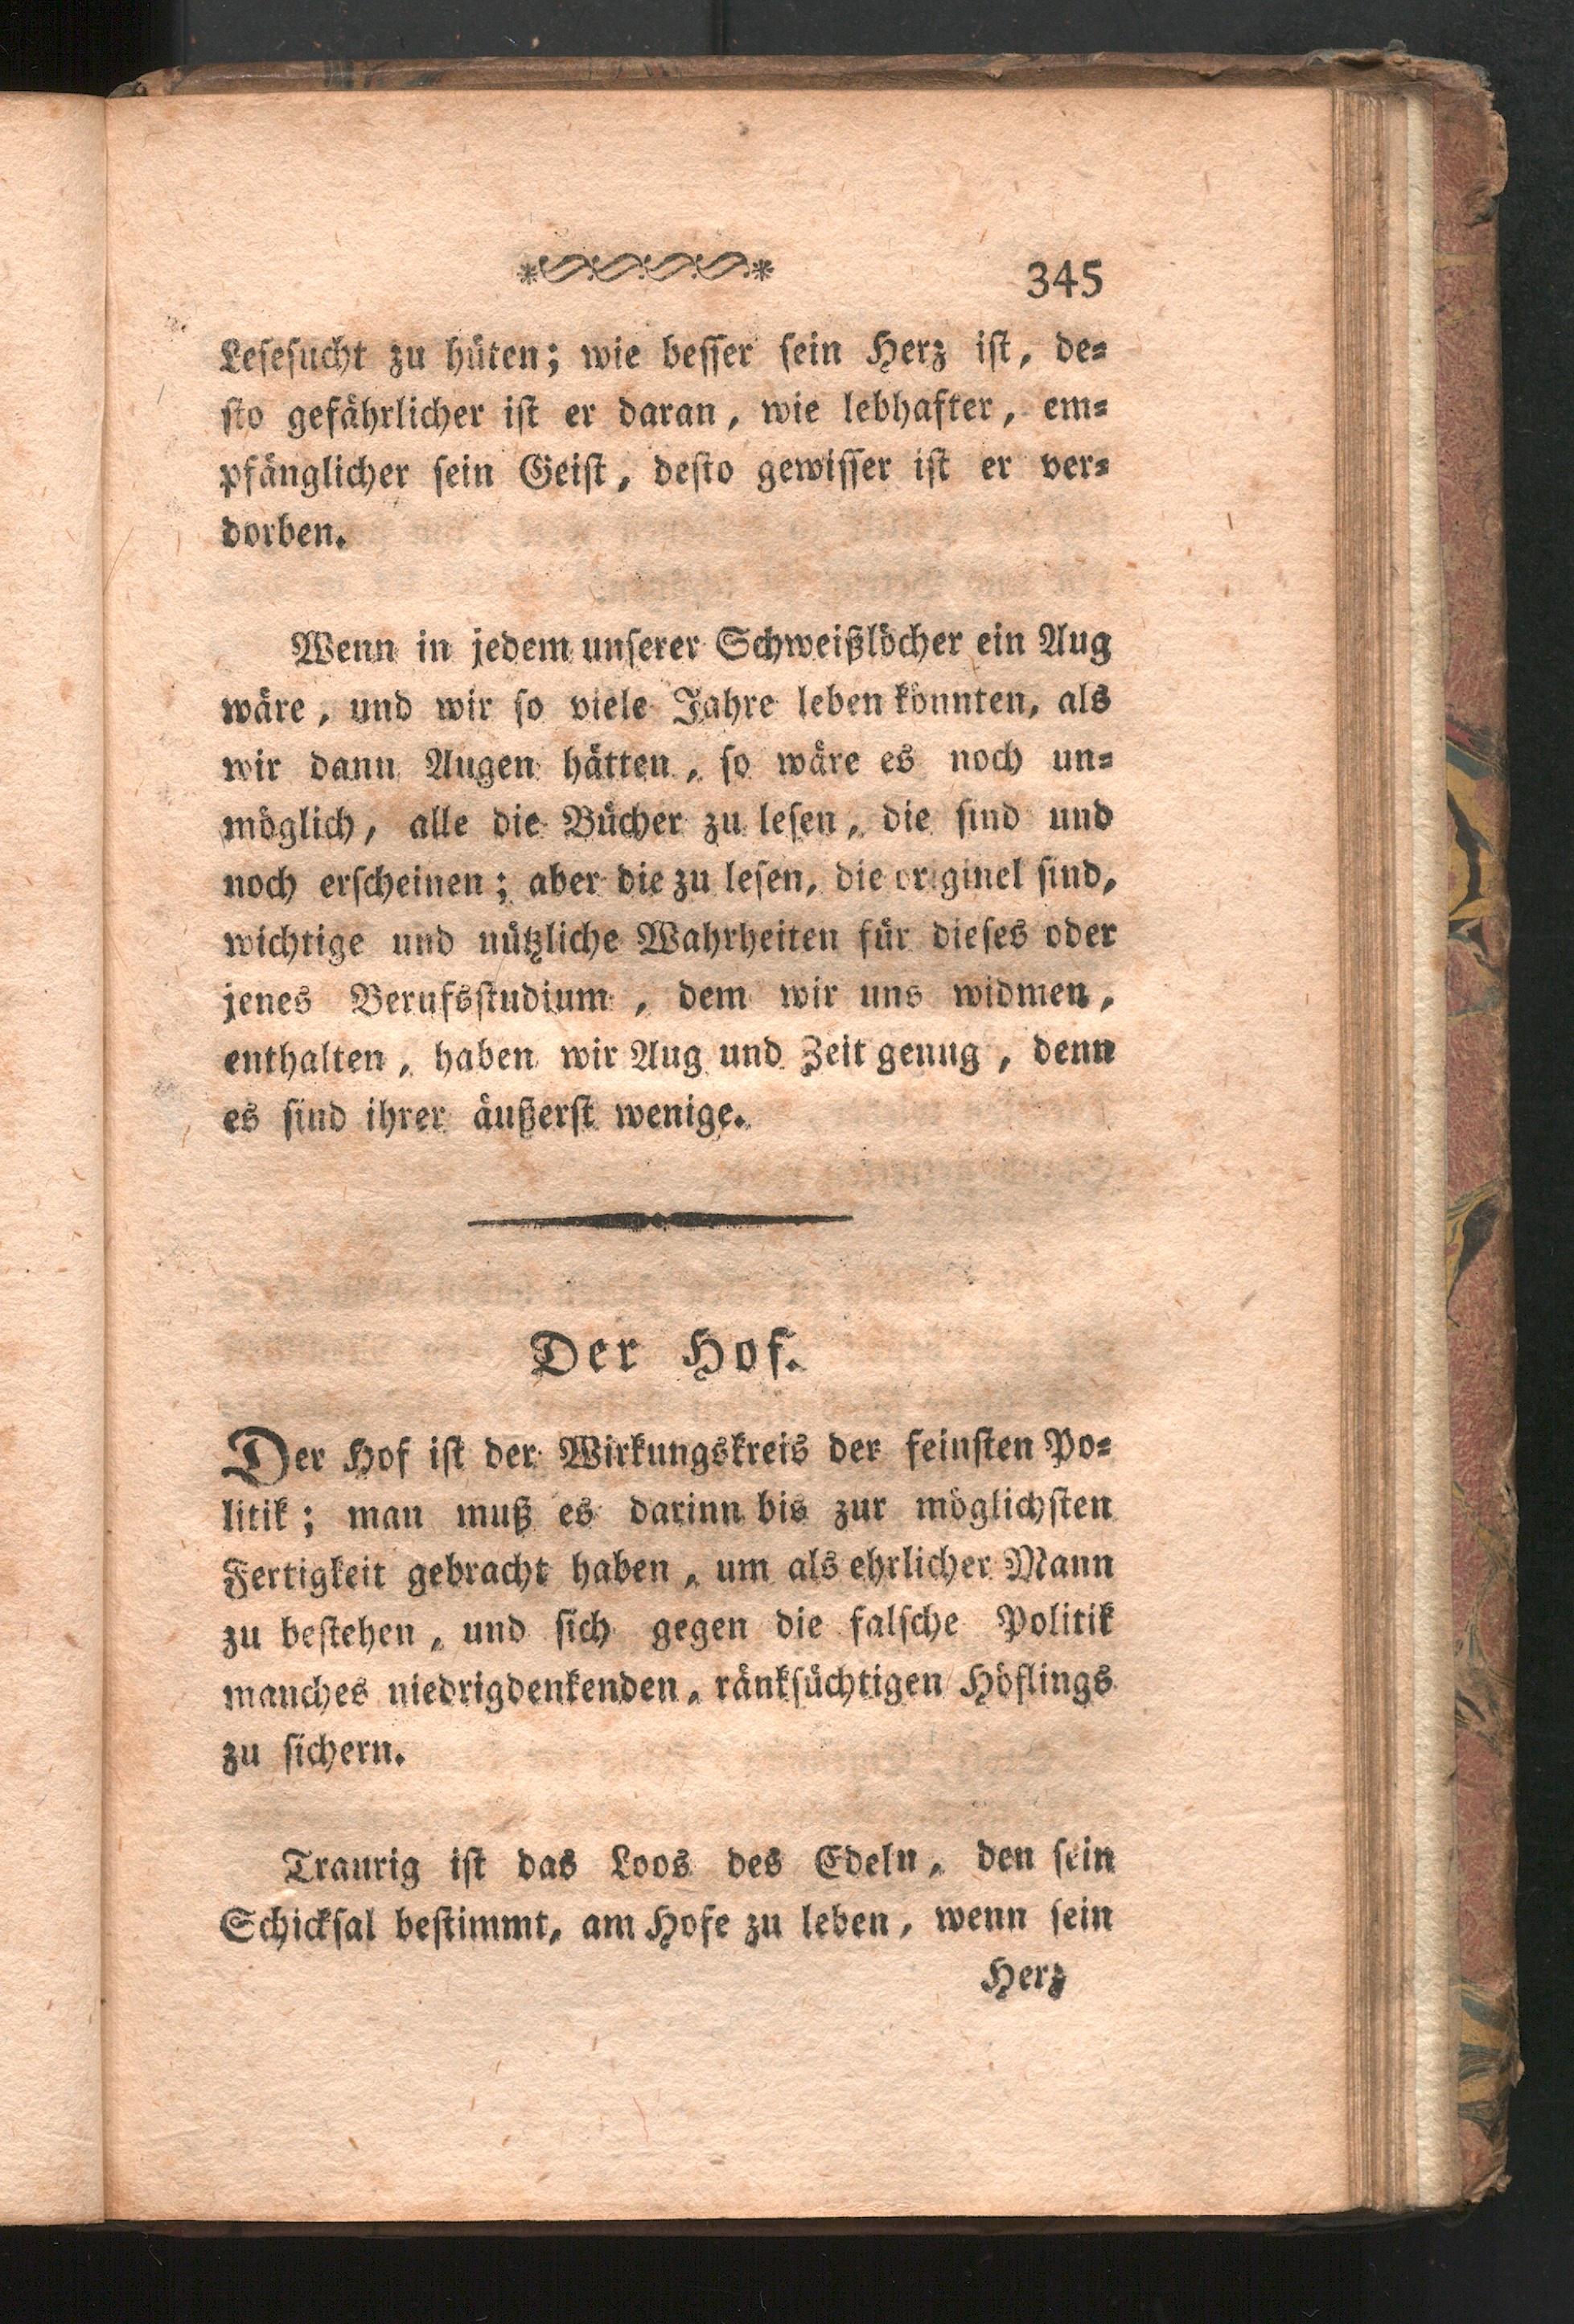 345
Leſeſucht zu hüten; wie beſſer ſein Herz iſt, de⸗
ſto gefährlicher iſt er daran, wie lebhafter, em⸗
pfänglicher ſein Geiſt, deſto gewiſſer iſt er ver⸗
dorben.
Wenn in jedem unſerer Schweißlöcher ein Aug
wäre, und wir ſo viele Jahre leben könnten, als
wir dann Augen hätten, ſo wäre es noch un⸗
möglich, alle die Bücher zu leſen, die ſind und
noch erſcheinen; aber die zu leſen, die originel ſind,
wichtige und nützliche Wahrheiten für dieſes oder
jenes Berufsſtudium, dem wir uns widmen,
enthalten, haben wir Aug und Zeit genug, denn
es ſind ihrer äußerſt wenige.
Der Hof.
Der Hof iſt der Wirkungskreis der feinſten Po⸗
litik; man muß es darinn bis zur möglichſten
Fertigkeit gebracht haben, um als ehrlicher Mann
zu beſtehen, und ſich gegen die falſche Politik
manches niedrigdenkenden, ränkſüchtigen Höflings
zu ſichern.
Traurig iſt das Loos des Edeln, den ſein
Schickſal beſtimmt, am Hofe zu leben, wenn ſein
Herz